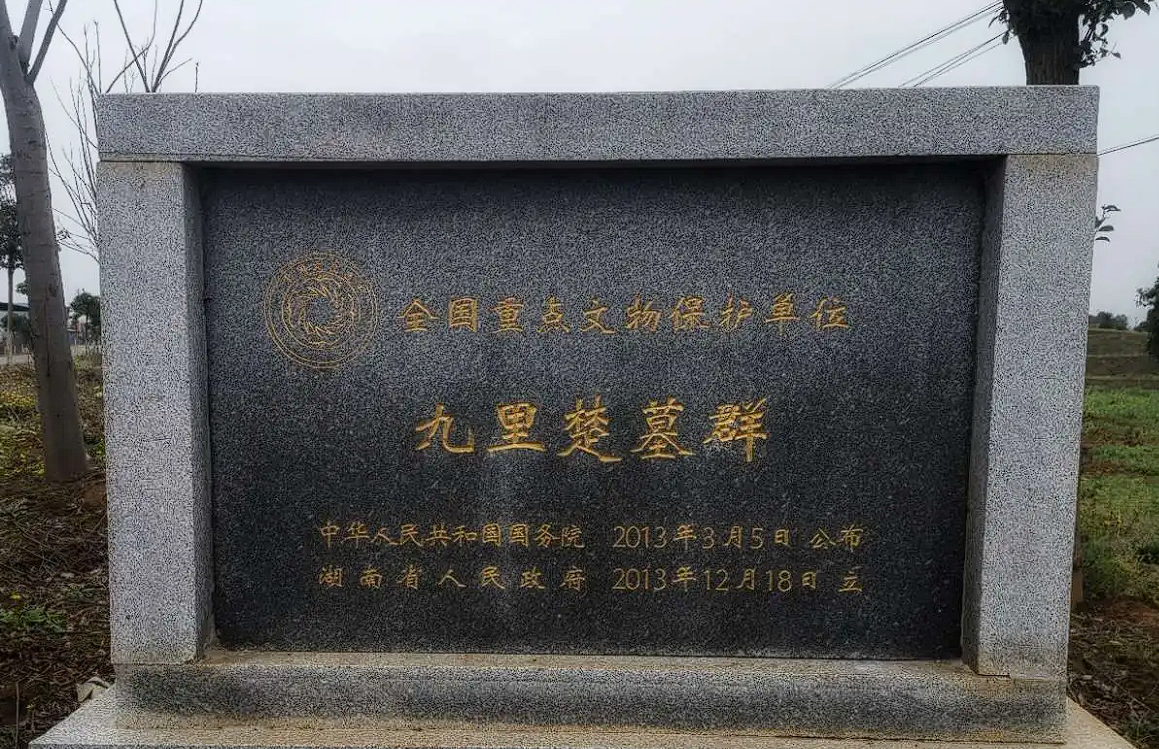 全国重点文物保护单位
九里楚墓群
中华人民共和国国务院 2013年3月5日 公布
湖南省人民政府 2013年12月18日 立